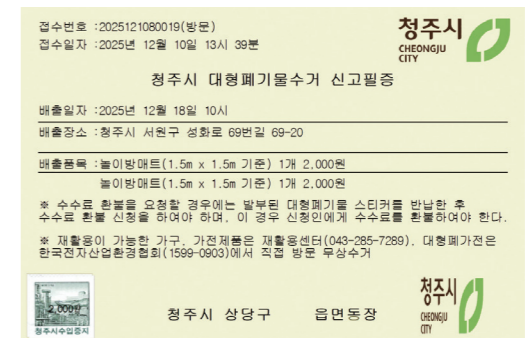 접수번호 :2025121080019(방문)
접수일자 :2025년 12월 10일 13시 39분
청주시
CHEONGJU
CITY
청주시 대형폐기물수거 신고필증
배출일자 :2025년 12월 18일 10시
배출장소 :청주시 서원구 성화로 69번길 69-20
배출품목 :놀이방매트(1.5m x 1.5m 기준) 1개 2,000원
놀이방매트(1.5m x 1.5m 기준) 1개 2,000원
※ 수수료 환불을 요청할 경우에는 발부된 대형폐기물 스티커를 반납한 후
수수료 환불 신청을 하여야 하며, 이 경우 신청인에게 수수료를 환불하여야 한다.
※ 재활용이 가능한 가구, 가전제품은 재활용센터(043-285-7289), 대형폐가전은
한국전자산업환경협회(1599-0903)에서 직접 방문 무상수거
2,000원
청주시수입증지
청주시 상당구 읍면동장
청주시
CHEONGJU
CITY